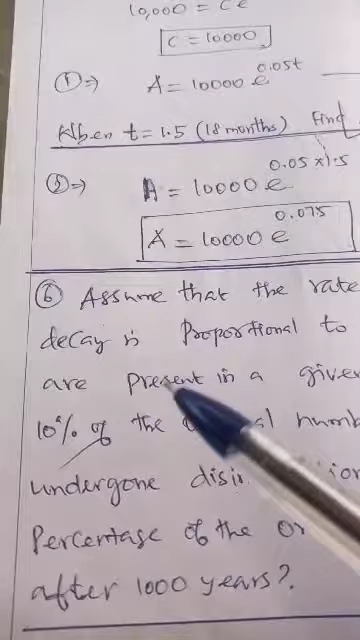 10,000 = C e
C = 10000
① => A = 10000 e^0.05t
When t = 1.5 (18 months) Find
② => A = 10000 e^0.05×1.5
A = 10000 e^0.075
⑥ Assume that the rate
decay is Proportional to
are present in a given
10% of the numb
undergone
Percentage of the or
after 1000 years?